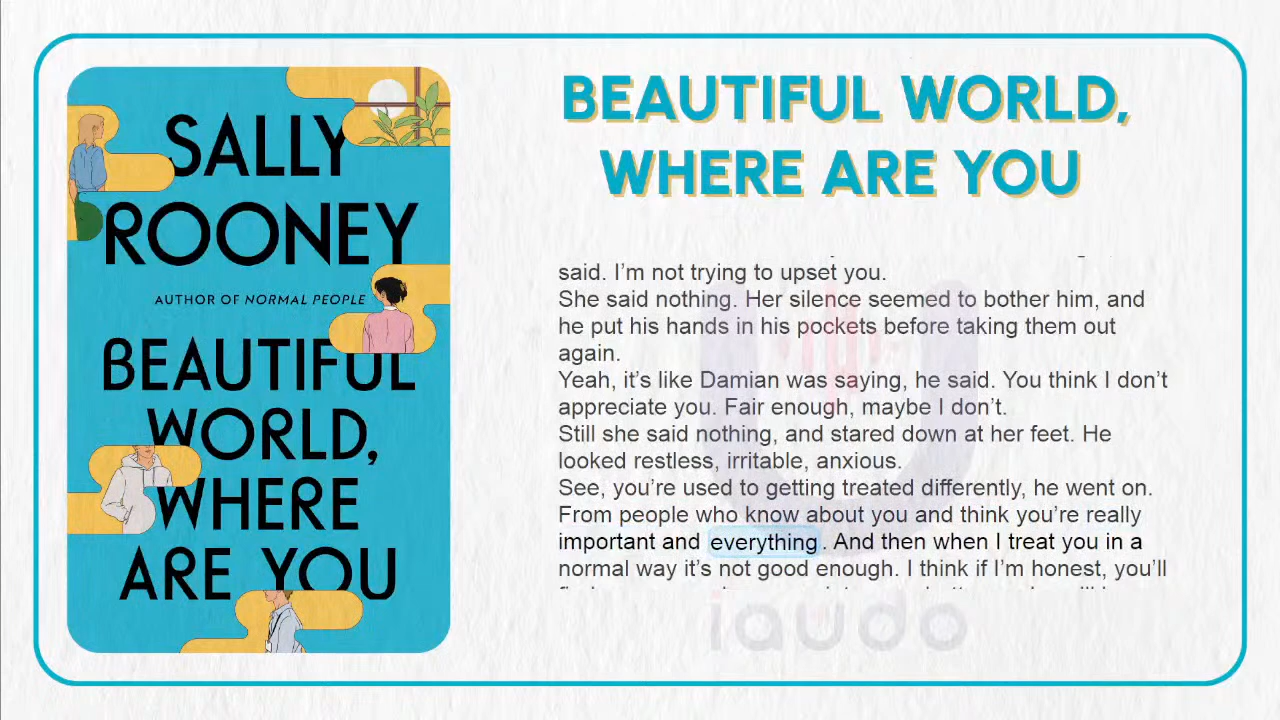 SALLY
ROONEY
AUTHOR OF NORMAL PEOPLE
BEAUTIFUL
WORLD,
WHERE
ARE YOU
BEAUTIFUL WORLD,
WHERE ARE YOU
said. I’m not trying to upset you.
She said nothing. Her silence seemed to bother him, and
he put his hands in his pockets before taking them out
again.
Yeah, it’s like Damian was saying, he said. You think I don’t
appreciate you. Fair enough, maybe I don’t.
Still she said nothing, and stared down at her feet. He
looked restless, irritable, anxious.
See, you’re used to getting treated differently, he went on.
From people who know about you and think you’re really
important and everything. And then when I treat you in a
normal way it’s not good enough. I think if I’m honest, you’ll
iaudo